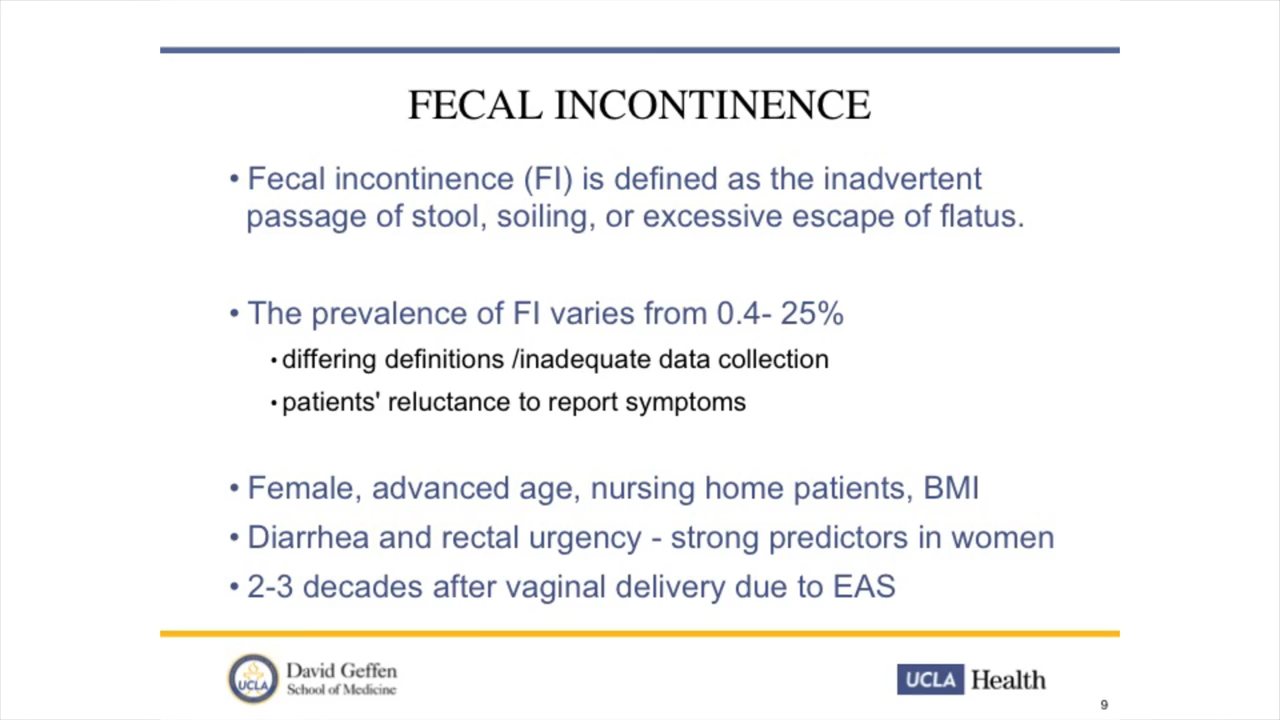 FECAL INCONTINENCE
• Fecal incontinence (FI) is defined as the inadvertent
passage of stool, soiling, or excessive escape of flatus.
• The prevalence of FI varies from 0.4- 25%
• differing definitions /inadequate data collection
• patients' reluctance to report symptoms
• Female, advanced age, nursing home patients, BMI
• Diarrhea and rectal urgency - strong predictors in women
• 2-3 decades after vaginal delivery due to EAS
UCLA
David Geffen
School of Medicine
UCLA Health
9